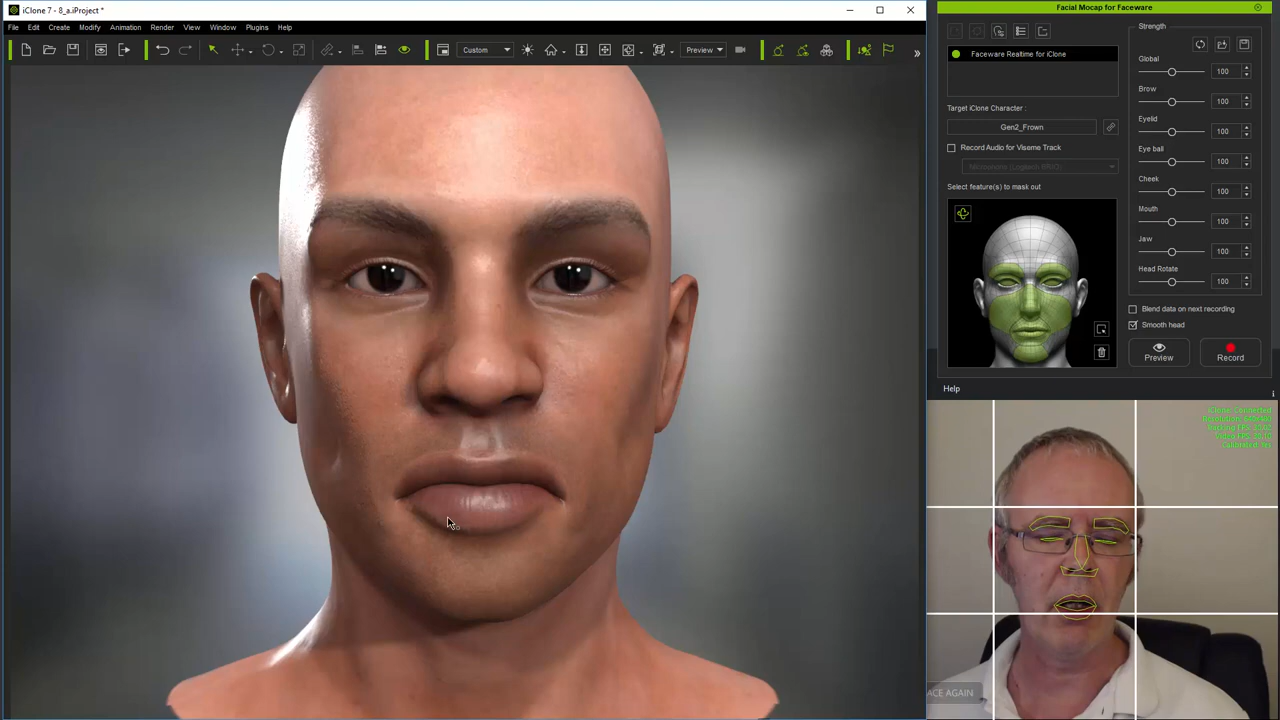 iClone 7 - 8_a.iProject *
File Edit Create Modify Animation Render View Window Plugins Help
Custom
Preview
Facial Mocap for Faceware
Faceware Realtime for iClone
Target iClone Character :
Gen2_Frown
Record Audio for Viseme Track
Select feature(s) to mask out
Strength
Global 100
Brow 100
Eyelid 100
Eye ball 100
Cheek 100
Mouth 100
Jaw 100
Head Rotate 100
Blend data on next recording
Smooth head
Preview
Record
Help
iClone: Connected
ACE AGAIN